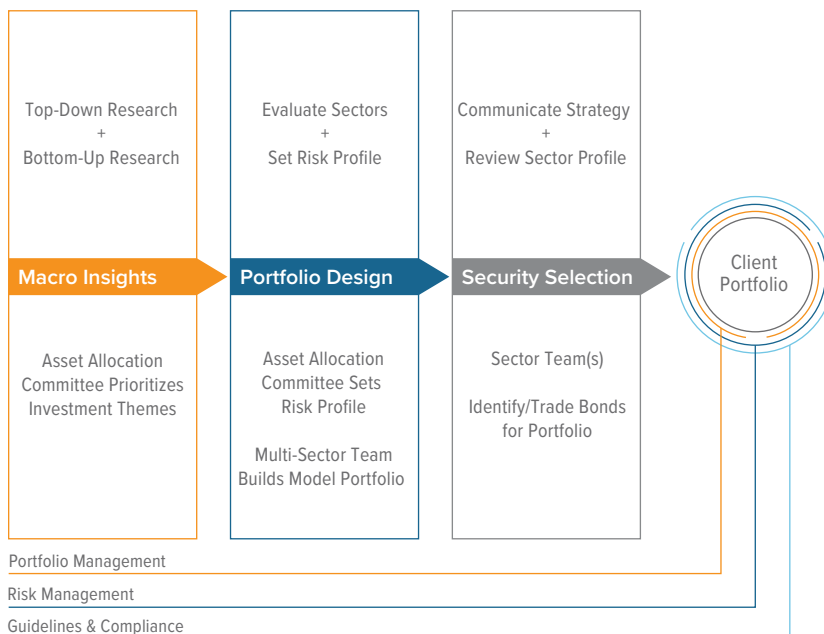 Top-Down Research
+
Bottom-Up Research
Macro Insights
Asset Allocation
Committee Prioritizes
Investment Themes
Evaluate Sectors
+
Set Risk Profile
Portfolio Design
Asset Allocation
Committee Sets
Risk Profile
Multi-Sector Team
Builds Model Portfolio
Communicate Strategy
+
Review Sector Profile
Security Selection
Sector Team(s)
Identify/Trade Bonds
for Portfolio
Client
Portfolio
Portfolio Management
Risk Management
Guidelines & Compliance